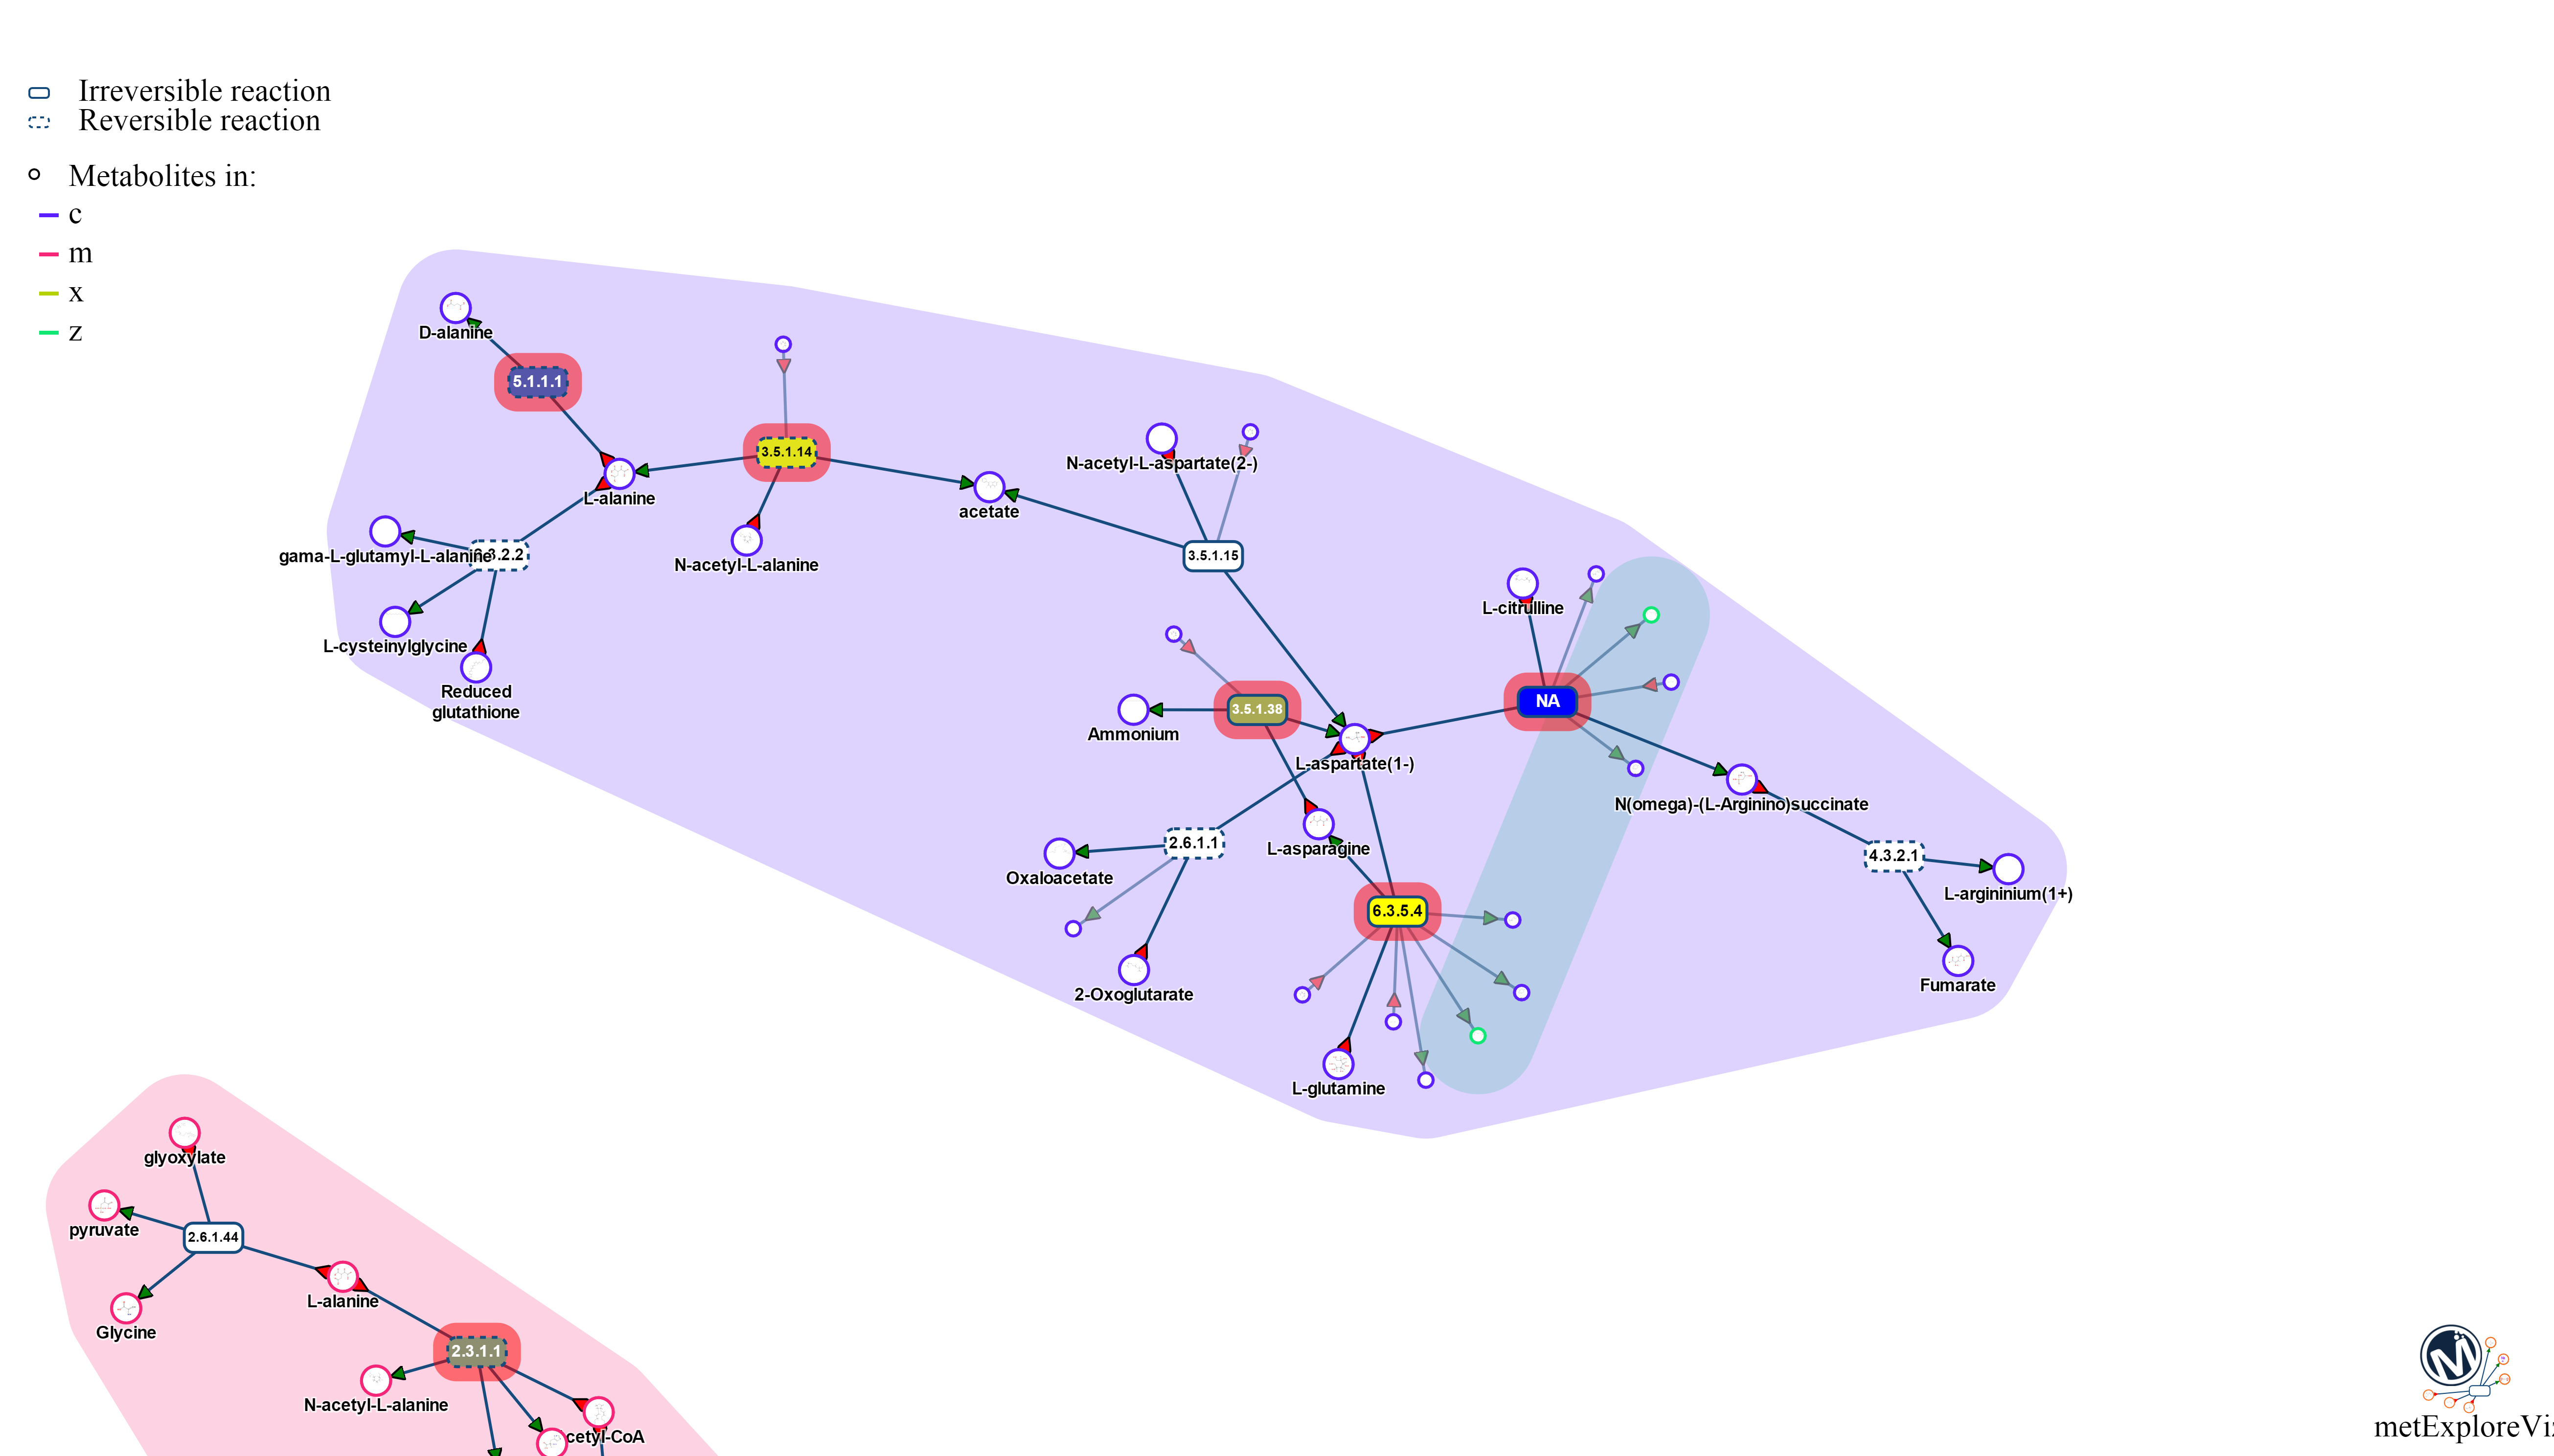 Irreversible reaction
Reversible reaction
Metabolites in:
c
m
x
z
D-alanine
5.1.1.1
3.5.1.14
L-alanine
acetate
N-acetyl-L-aspartate(2-)
gama-L-glutamyl-L-alanine
.2.2
N-acetyl-L-alanine
3.5.1.15
L-citrulline
L-cysteinylglycine
Reduced
glutathione
3.5.1.38
NA
Ammonium
L-aspartate(1-)
N(omega)-(L-Arginino)succinate
2.6.1.1
L-asparagine
4.3.2.1
Oxaloacetate
L-argininium(1+)
6.3.5.4
2-Oxoglutarate
Fumarate
L-glutamine
glyoxylate
pyruvate
2.6.1.44
L-alanine
Glycine
2.3.1.1
N-acetyl-L-alanine
cetyl-CoA
metExploreViz